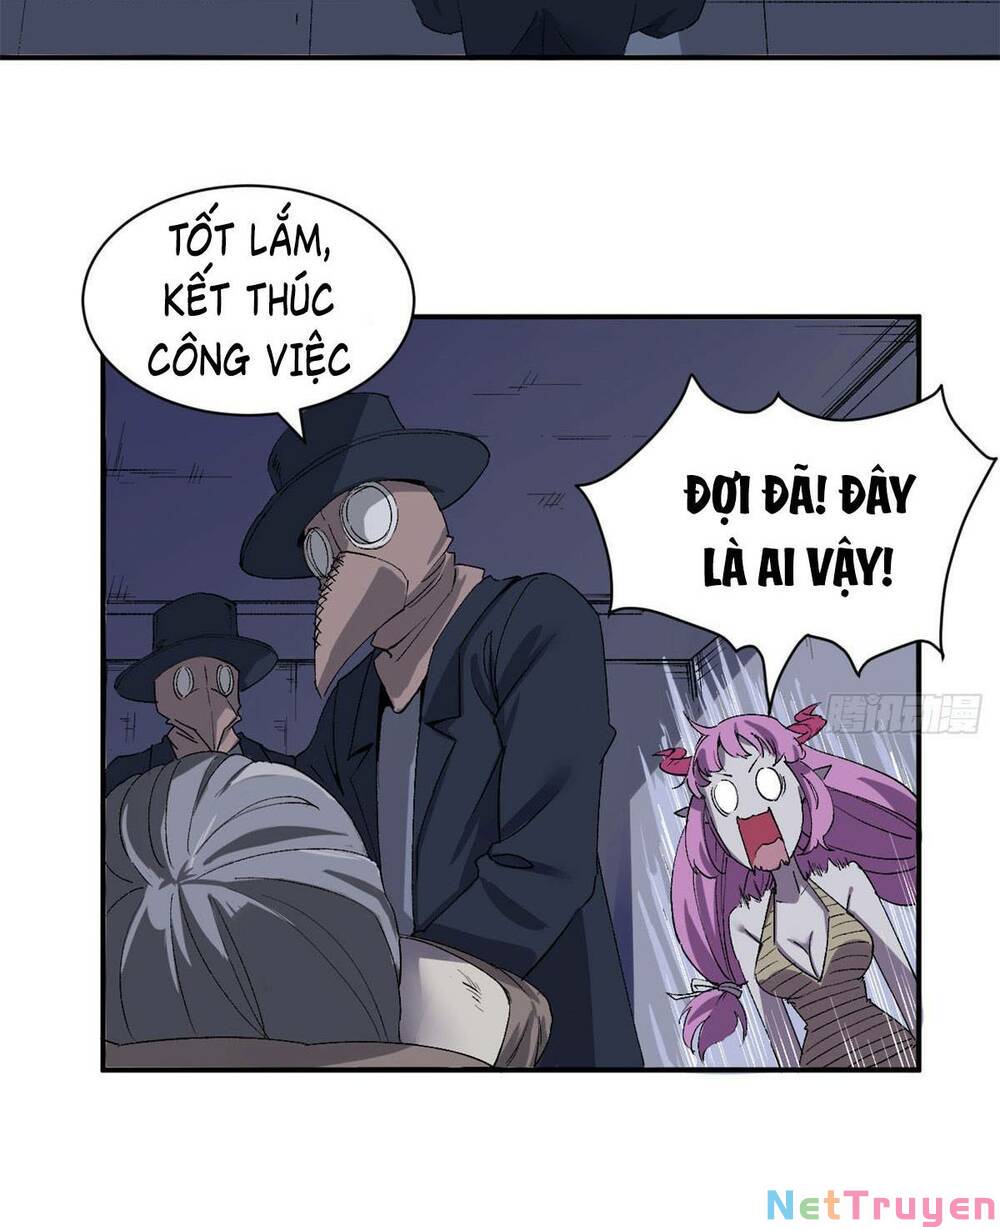 TỐT LẮM,
KẾT THÚC
CÔNG VIỆC
ĐỢI ĐÃ! ĐÂY
LÀ AI VẬY!
腾讯动漫
NetTruyen